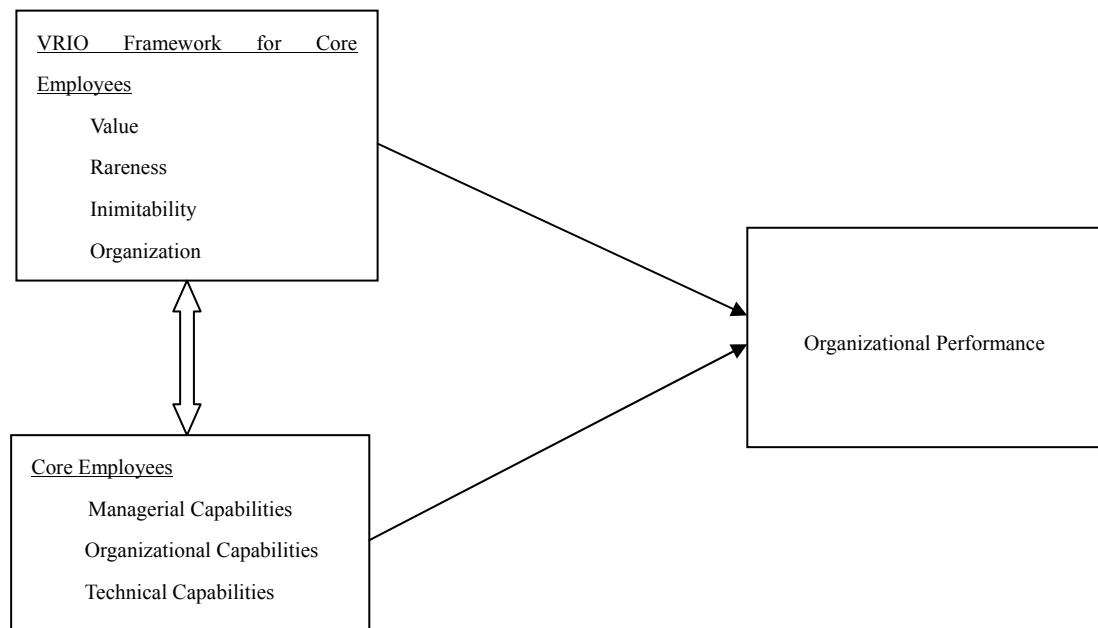 VRIO Framework for Core
Employees
Value
Rareness
Inimitability
Organization
Organizational Performance
Core Employees
Managerial Capabilities
Organizational Capabilities
Technical Capabilities